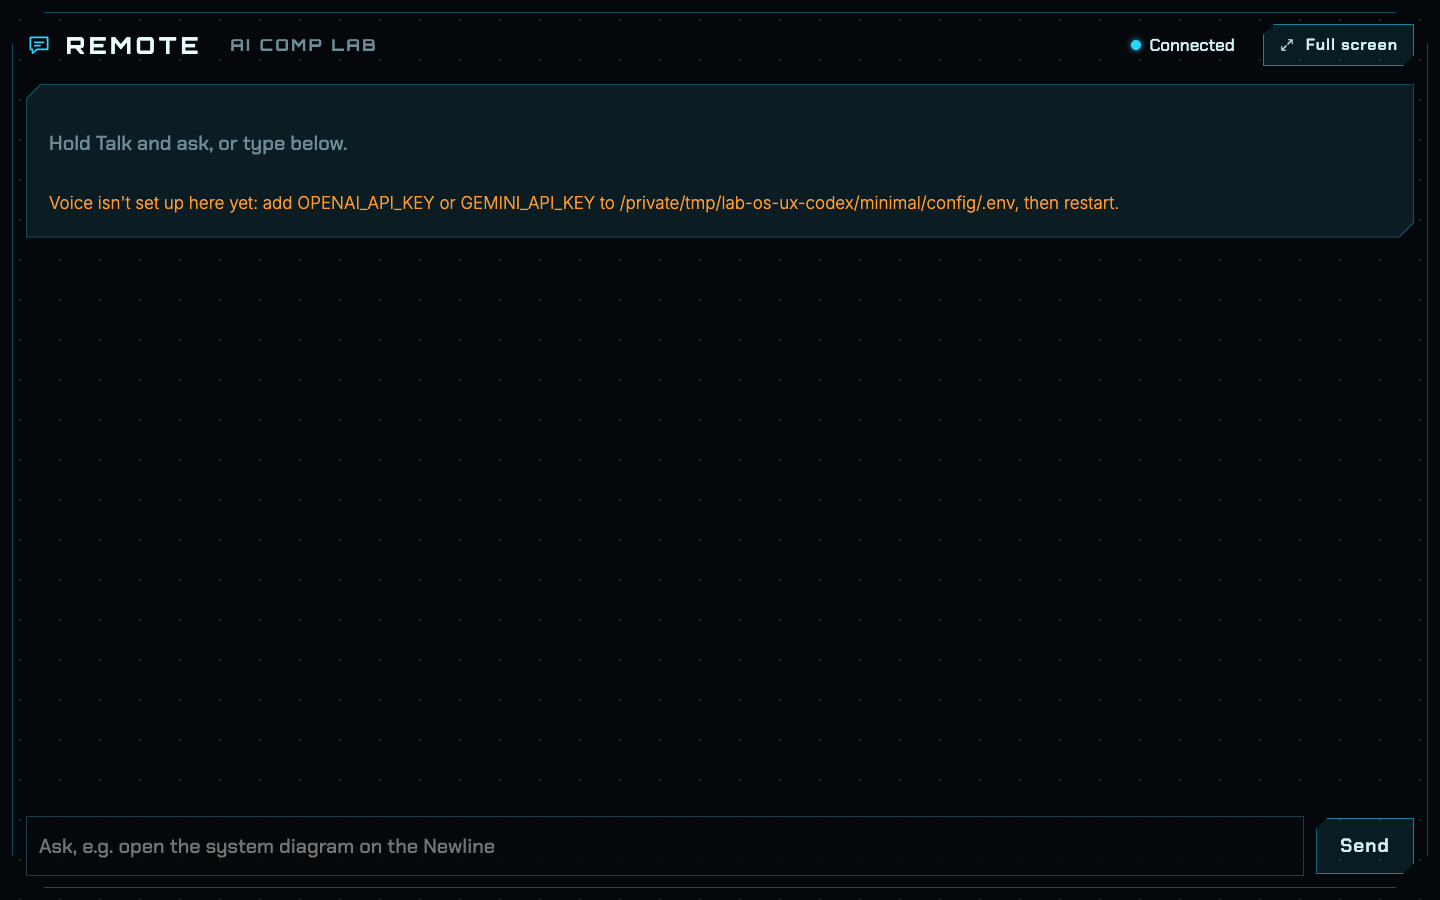 REMOTE AI COMP LAB
Connected
Full screen
Hold Talk and ask, or type below.
Voice isn't set up here yet: add OPENAI_API_KEY or GEMINI_API_KEY to /private/tmp/lab-os-ux-codex/minimal/config/.env, then restart.
Ask, e.g. open the system diagram on the Newline
Send